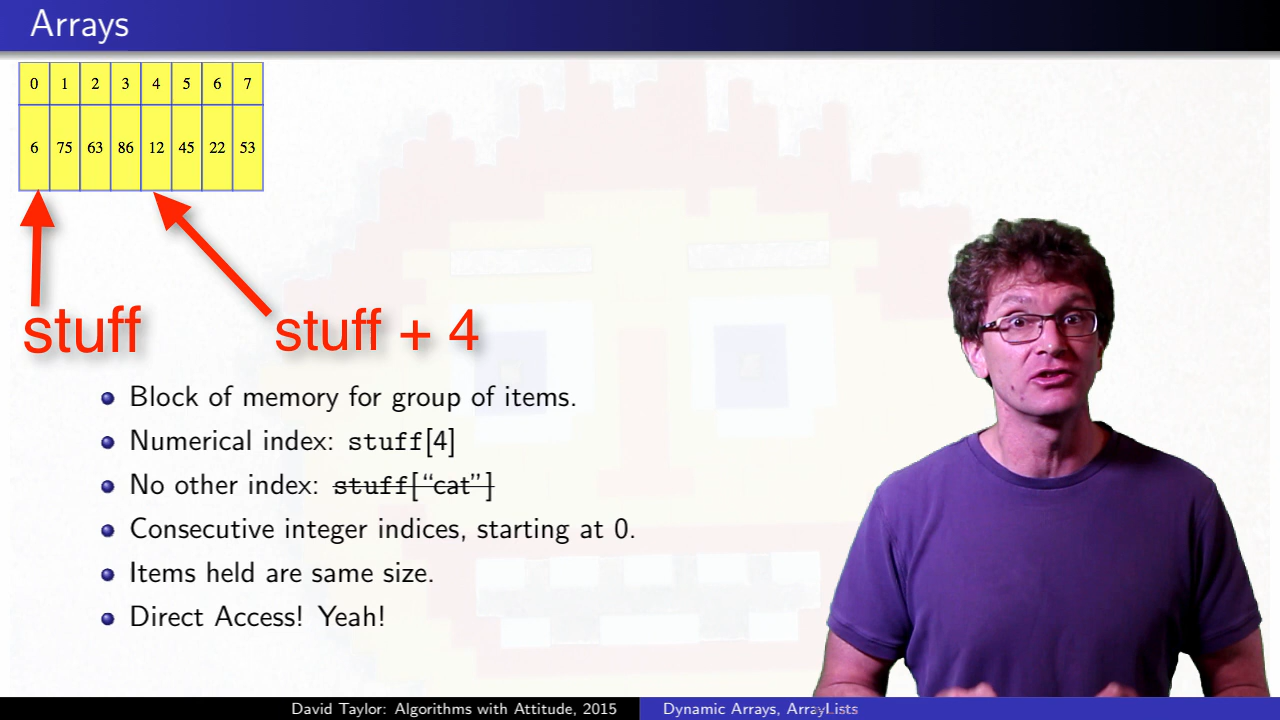 Arrays
0 1 2 3 4 5 6 7
6 75 63 86 12 45 22 53
stuff
stuff + 4
Block of memory for group of items.
Numerical index: stuff[4]
No other index: stuff[“cat”]
Consecutive integer indices, starting at 0.
Items held are same size.
Direct Access! Yeah!
David Taylor: Algorithms with Attitude, 2015
Dynamic Arrays, ArrayLists